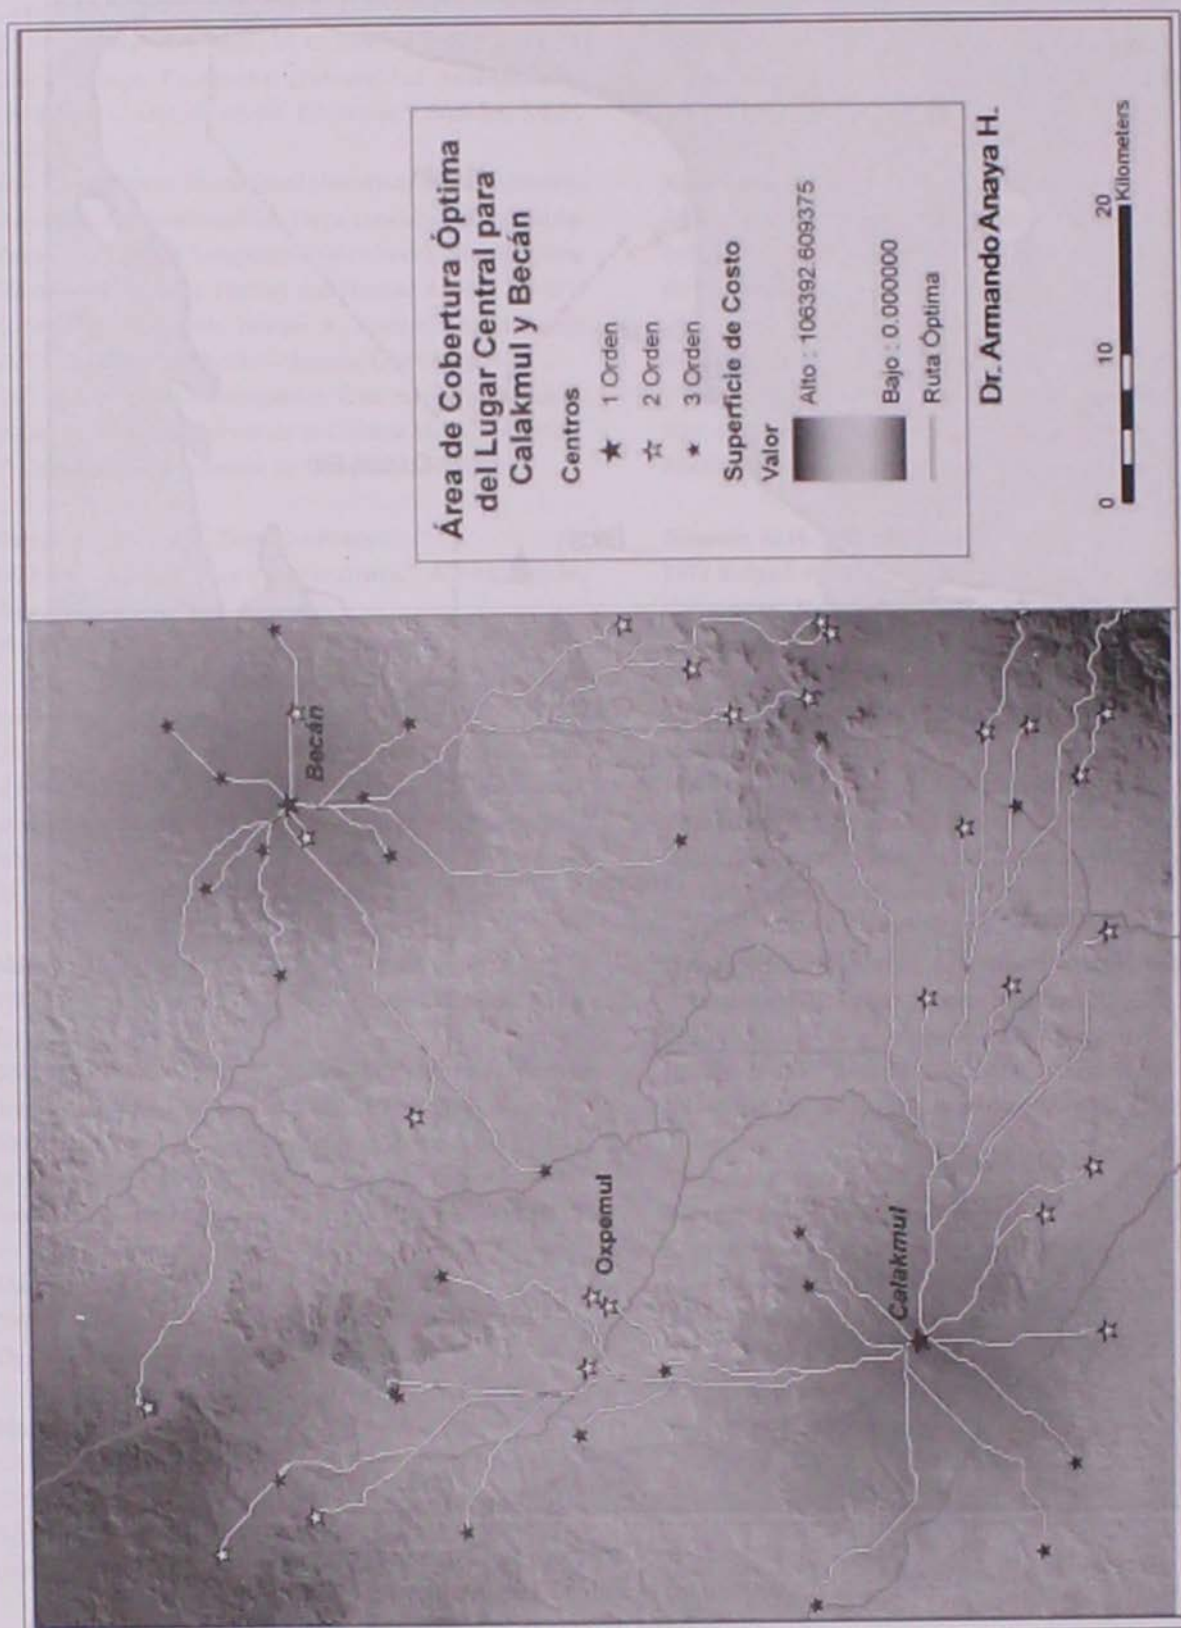 Área de Cobertura Óptima
del Lugar Central para
Calakmul y Becán
Centros
1 Orden
2 Orden
3 Orden
Superficie de Costo
Valor
Alto : 106392.609375
Bajo : 0.000000
Ruta Óptima
Dr. Armando Anaya H.
0 10 20
Kilometers
Becán
Oxpemul
Calakmul